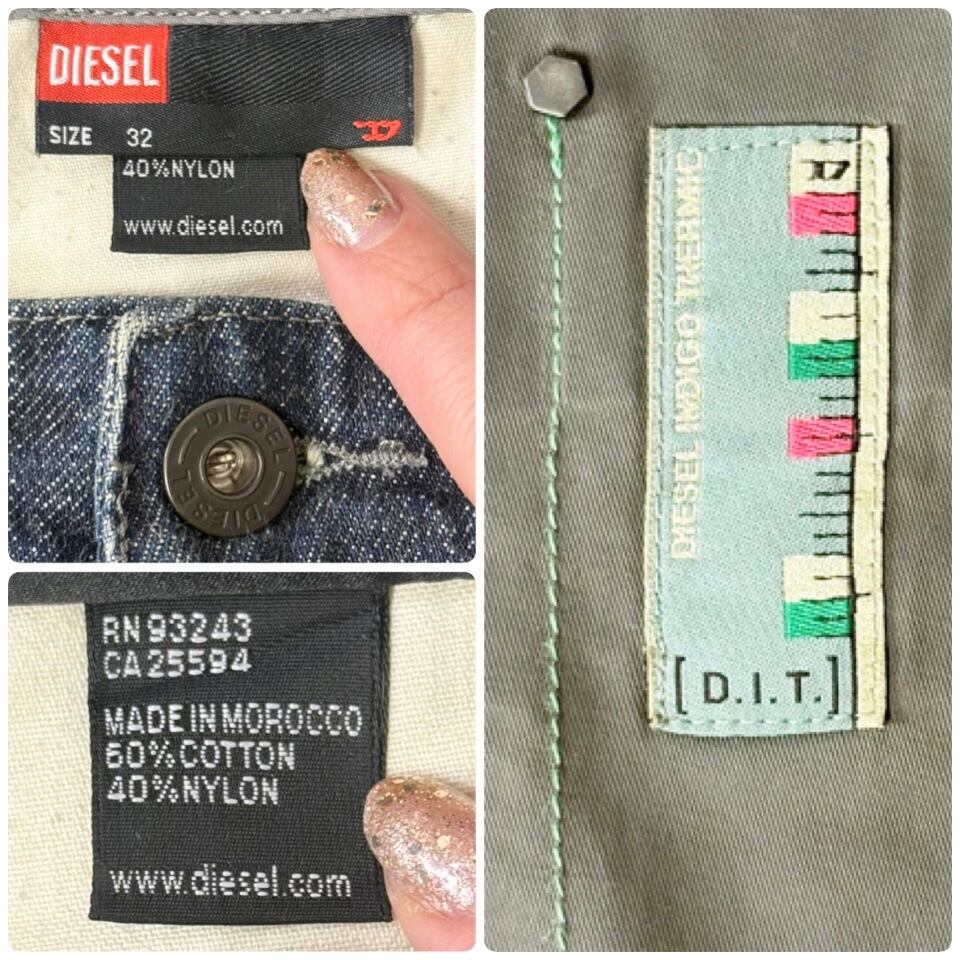 DIESEL
SIZE 32
40%NYLON
www.diesel.com
DIESEL DIESEL
RN 93243
CA 25594
MADE IN MOROCCO
60% COTTON
40%NYLON
www.diesel.com
DIESEL INDIGO THERMIC
D
[D.I.T.]